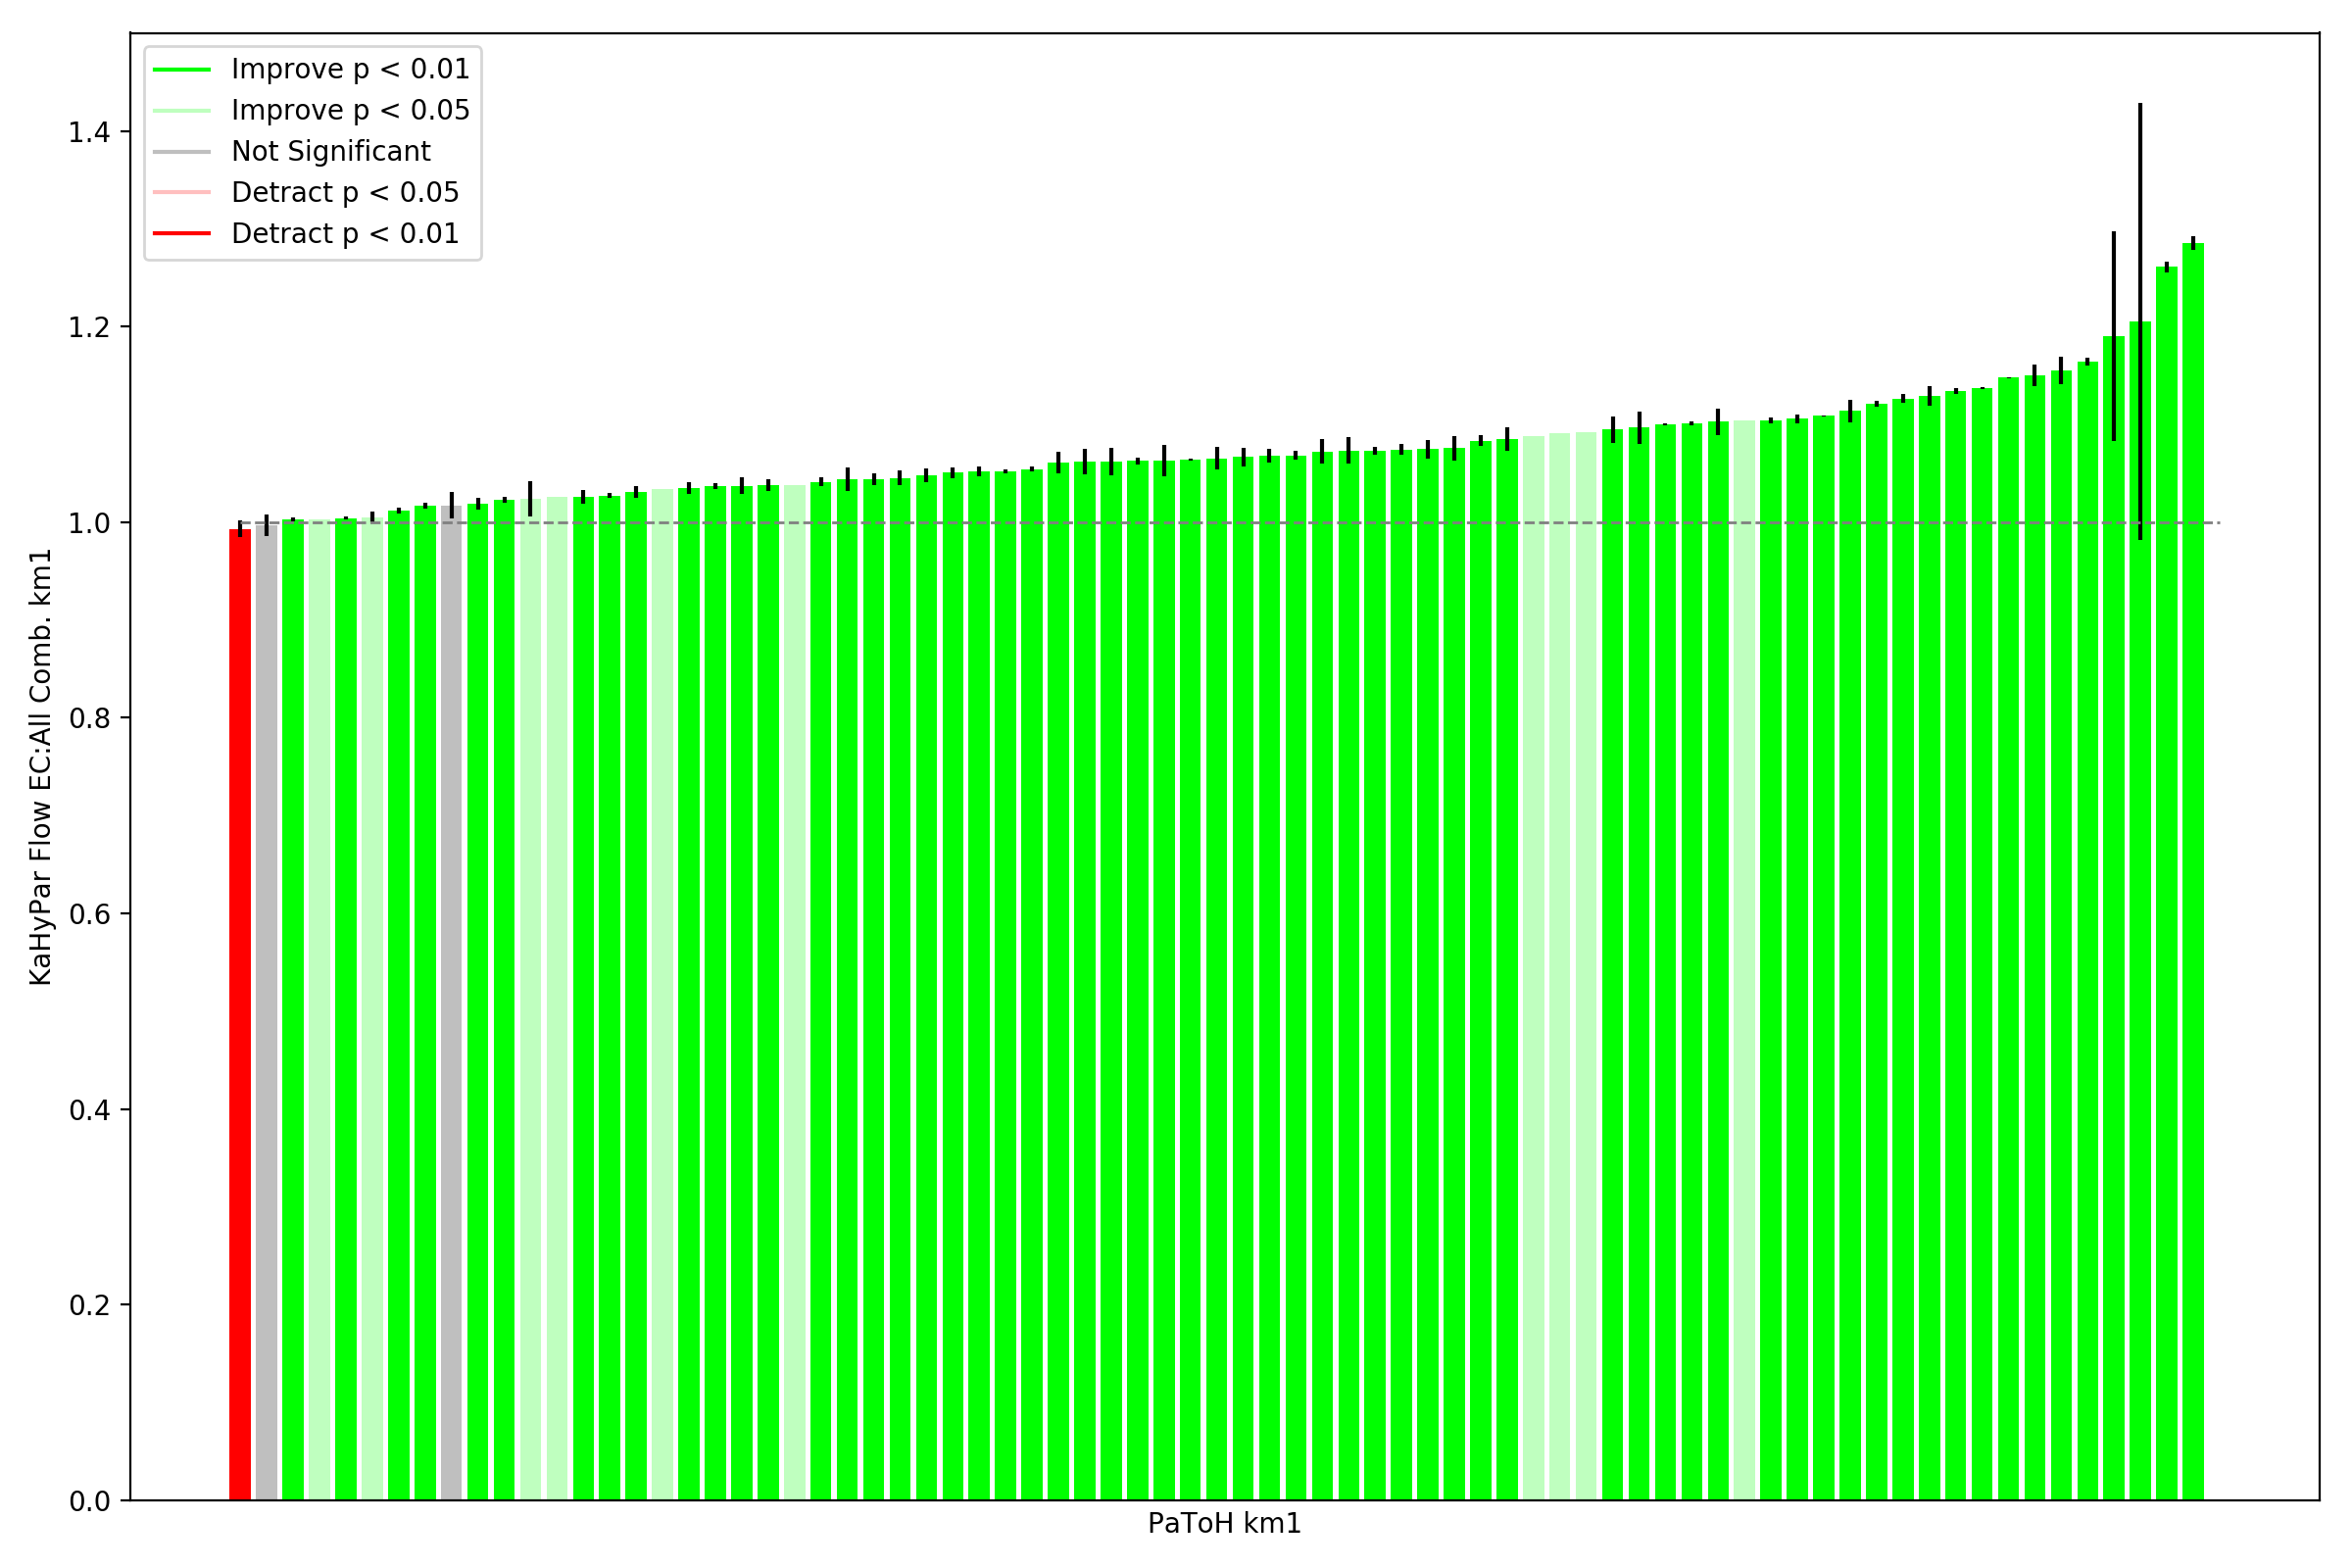 Improve p < 0.01
Improve p < 0.05
Not Significant
Detract p < 0.05
Detract p < 0.01
1.4
1.2
1.0
0.8
0.6
0.4
0.2
0.0
KaHyPar Flow EC:All Comb. km1
PaToH km1